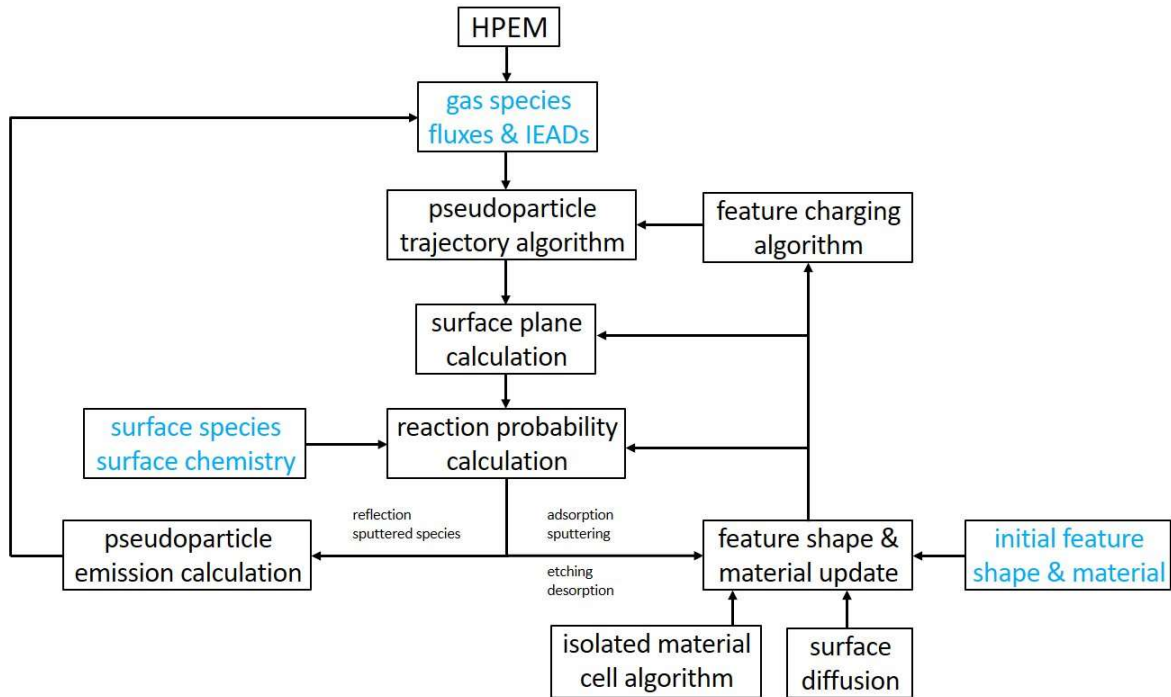 HPEM
gas species
fluxes & IEADs
pseudoparticle
trajectory algorithm
feature charging
algorithm
surface plane
calculation
surface species
surface chemistry
reaction probability
calculation
reflection
sputtered species
adsorption
sputtering
pseudoparticle
emission calculation
etching
desorption
feature shape &
material update
initial feature
shape & material
isolated material
cell algorithm
surface
diffusion